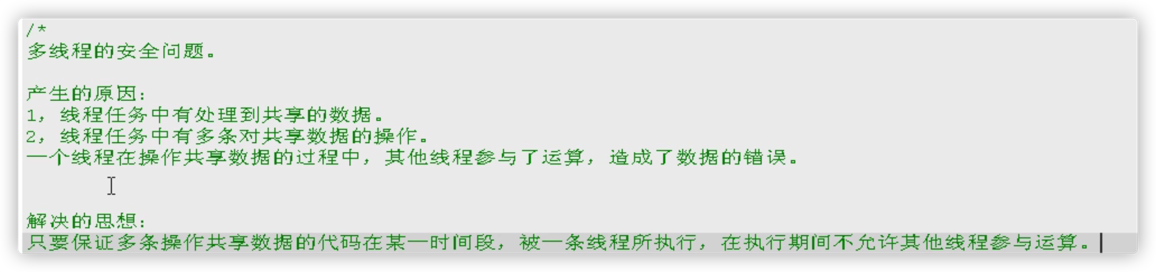 /*
多线程的安全问题。
产生的原因：
1，线程任务中有处理到共享的数据。
2，线程任务中有多条对共享数据的操作。
一个线程在操作共享数据的过程中，其他线程参与了运算，造成了数据的错误。
解决的思想：
只要保证多条操作共享数据的代码在某一时间段，被一条线程所执行，在执行期间不允许其他线程参与运算。